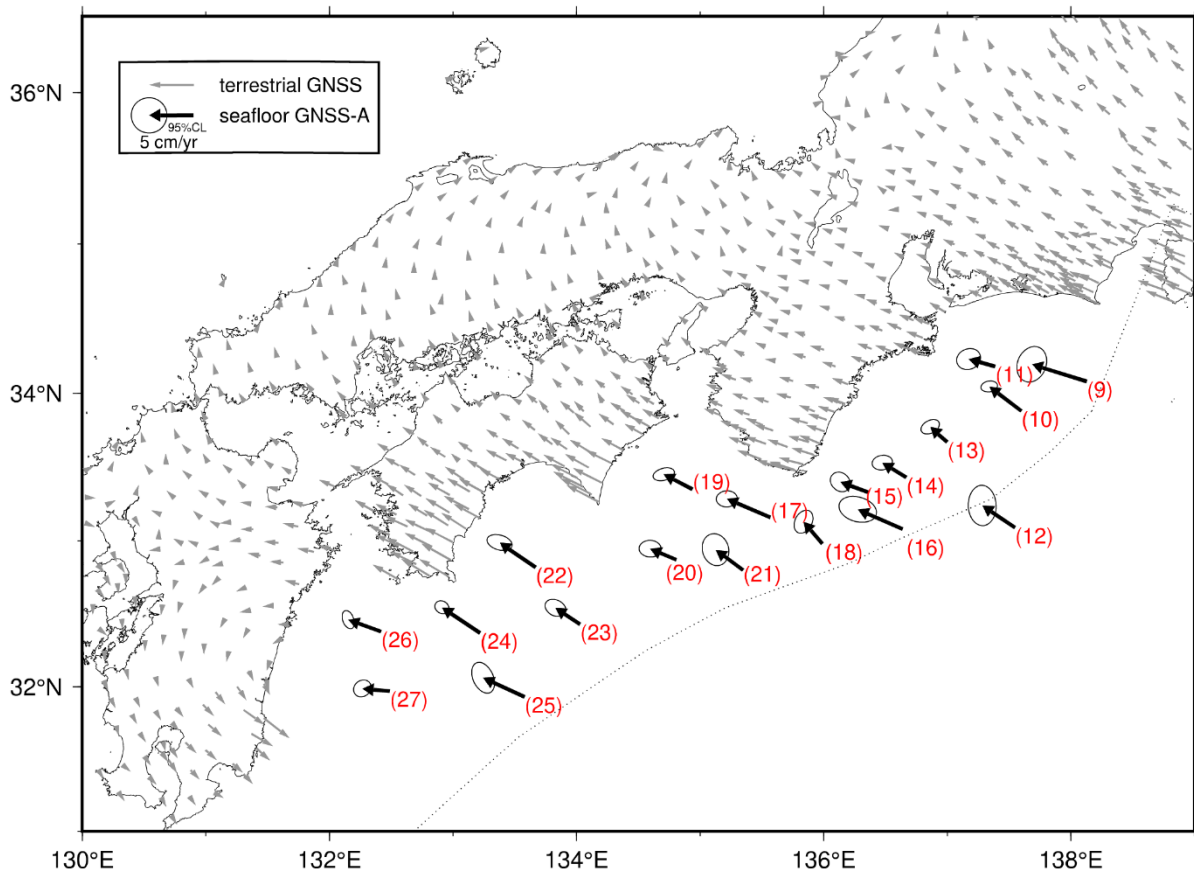 36°N
34°N
32°N
terrestrial GNSS
seafloor GNSS-A
95%CL
5 cm/yr
(11)
(9)
(10)
(13)
(14)
(15)
(19)
(17)
(16)
(12)
(18)
(20)
(21)
(22)
(23)
(24)
(26)
(25)
(27)
130°E
132°E
134°E
136°E
138°E